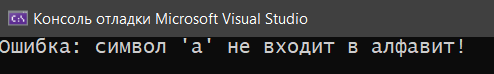 Консоль отладки Microsoft Visual Studio
Ошибка: символ 'а' не входит в алфавит!